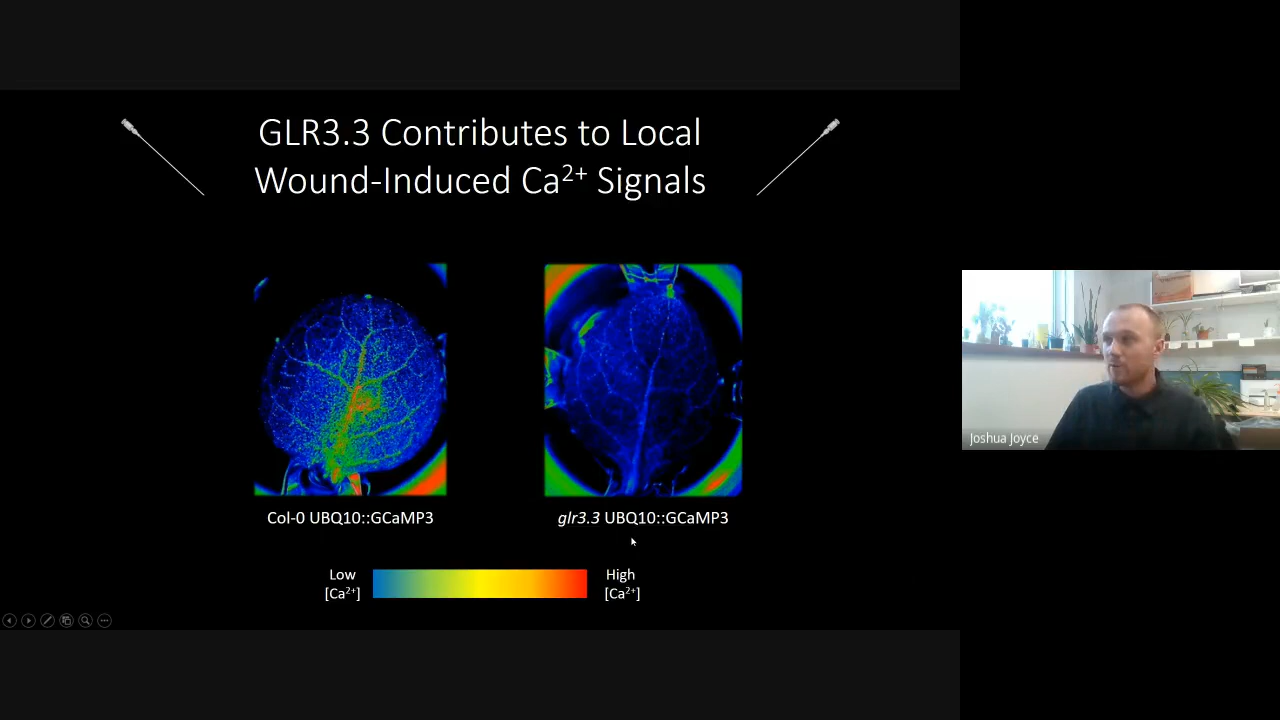 GLR3.3 Contributes to Local
Wound-Induced Ca²⁺ Signals
Col-0 UBQ10::GCaMP3
glr3.3 UBQ10::GCaMP3
Low
[Ca²⁺]
High
[Ca²⁺]
Joshua Joyce